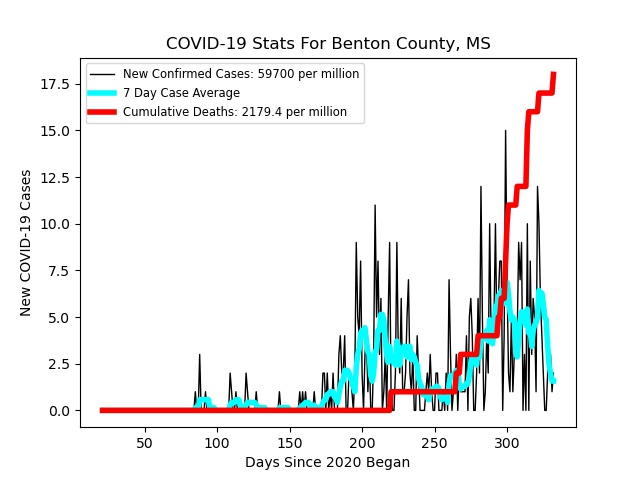 COVID-19 Stats For Benton County, MS
New Confirmed Cases: 59700 per million
7 Day Case Average
Cumulative Deaths: 2179.4 per million
New COVID-19 Cases
17.5
15.0
12.5
10.0
7.5
5.0
2.5
0.0
50 100 150 200 250 300
Days Since 2020 Began